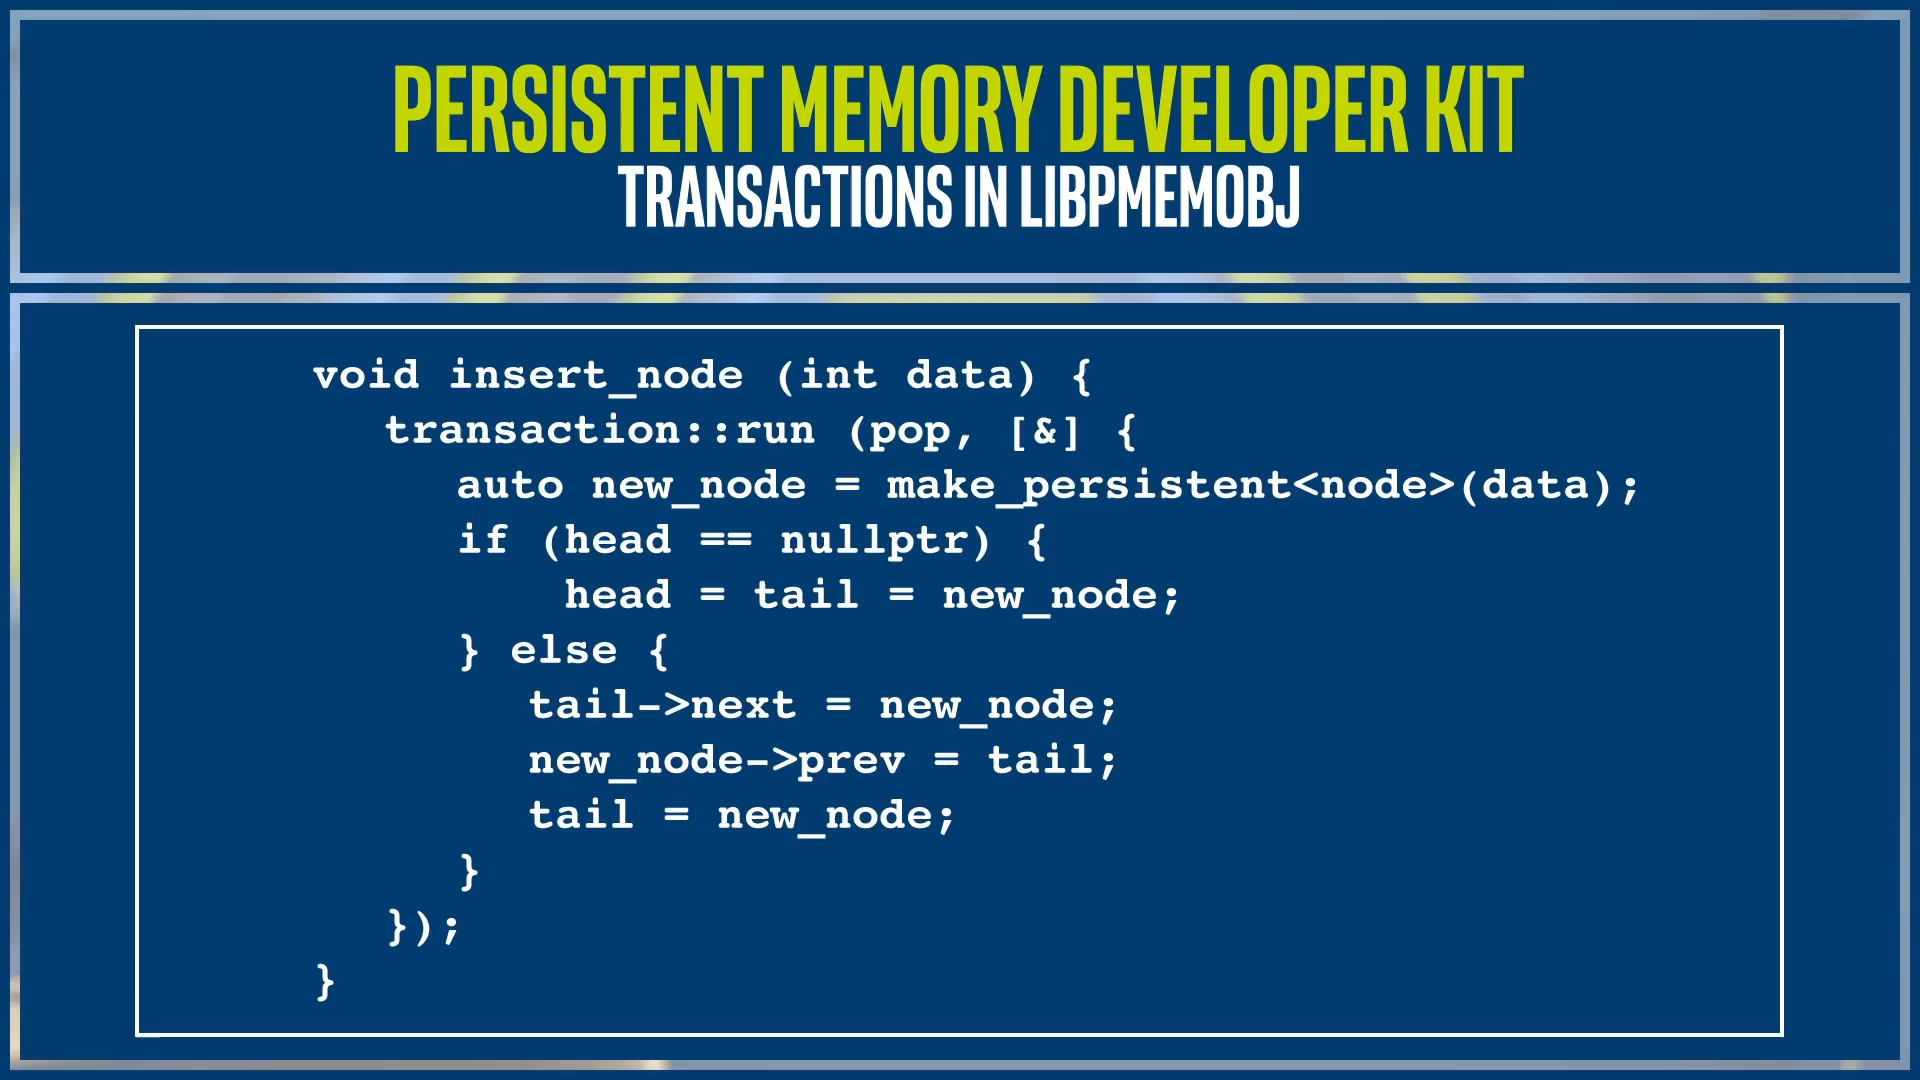 PERSISTENT MEMORY DEVELOPER KIT
TRANSACTIONS IN LIBPMEMOBJ
void insert_node (int data) {
transaction::run (pop, [&] {
auto new_node = make_persistent<node>(data);
if (head == nullptr) {
head = tail = new_node;
} else {
tail->next = new_node;
new_node->prev = tail;
tail = new_node;
}
});
}